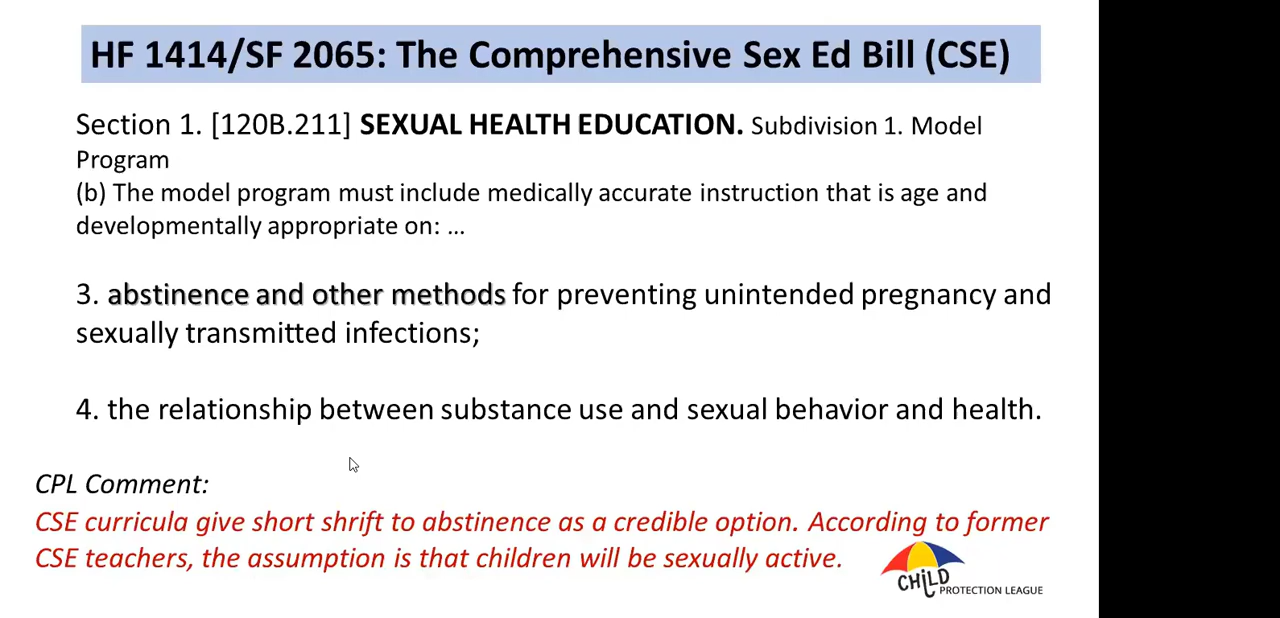 HF 1414/SF 2065: The Comprehensive Sex Ed Bill (CSE)
Section 1. [120B.211] SEXUAL HEALTH EDUCATION. Subdivision 1. Model
Program
(b) The model program must include medically accurate instruction that is age and
developmentally appropriate on: ...
3. abstinence and other methods for preventing unintended pregnancy and
sexually transmitted infections;
4. the relationship between substance use and sexual behavior and health.
CPL Comment:
CSE curricula give short shrift to abstinence as a credible option. According to former
CSE teachers, the assumption is that children will be sexually active.
CHILD
PROTECTION LEAGUE